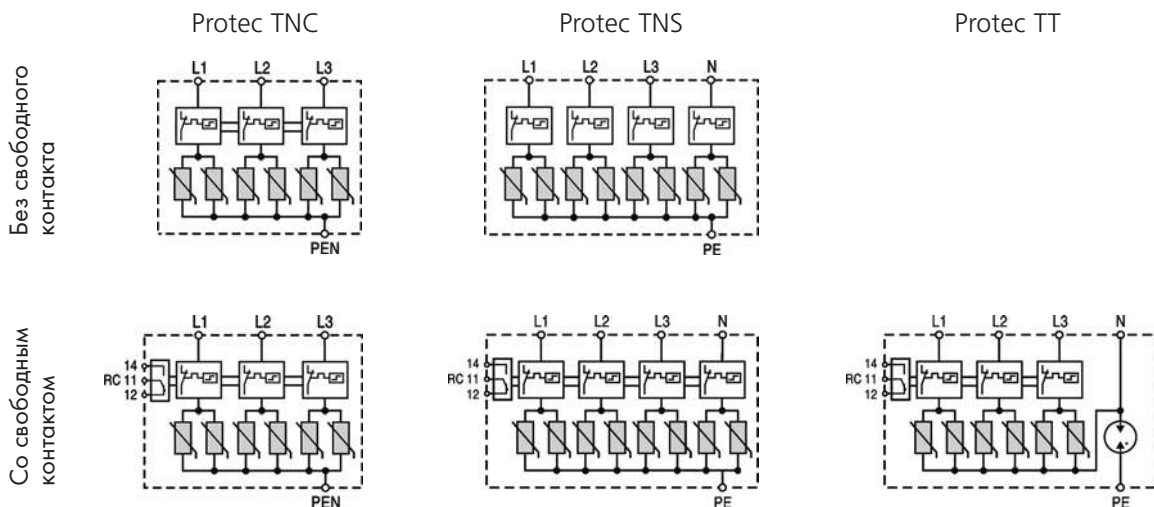 Protec TNC
Protec TNS
Protec TT
Без свободного
контакта
L1 L2 L3
PEN
L1 L2 L3 N
PE
Со свободным
контактом
L1 L2 L3
14
RC 11
12
PEN
L1 L2 L3 N
14
RC 11
12
PE
L1 L2 L3 N
14
RC 11
12
PE